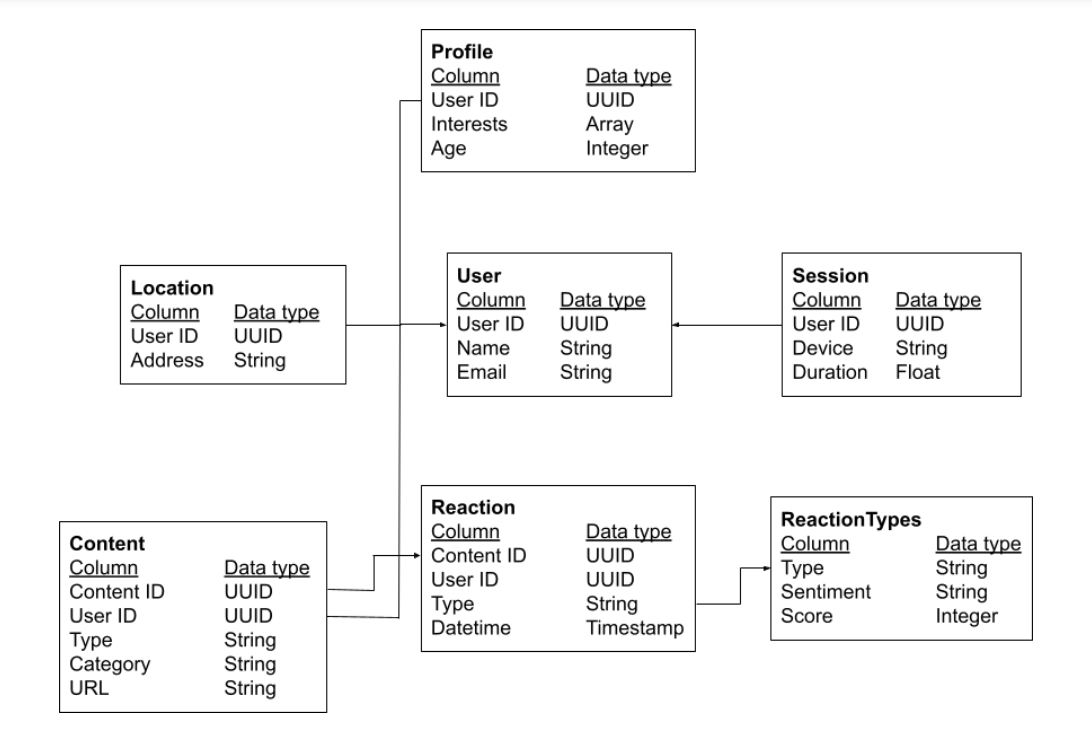 Profile
Column Data type
User ID UUID
Interests Array
Age Integer
Location
Column Data type
User ID UUID
Address String
User
Column Data type
User ID UUID
Name String
Email String
Session
Column Data type
User ID UUID
Device String
Duration Float
Content
Column Data type
Content ID UUID
User ID UUID
Type String
Category String
URL String
Reaction
Column Data type
Content ID UUID
User ID UUID
Type String
Datetime Timestamp
ReactionTypes
Column Data type
Type String
Sentiment String
Score Integer